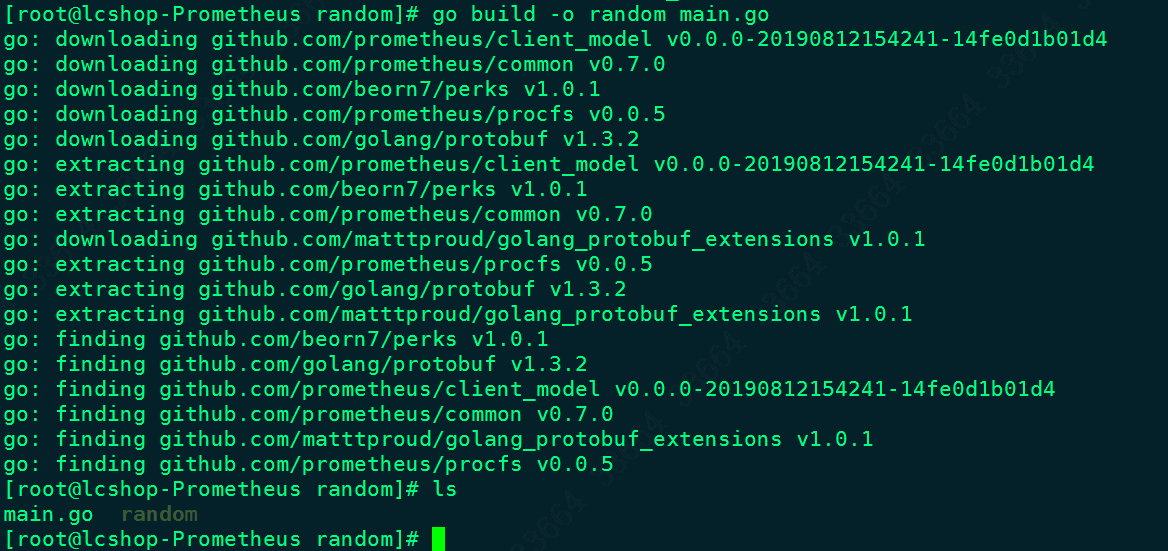 [root@lcshop-Prometheus random]# go build -o random main.go
go: downloading github.com/prometheus/client_model v0.0.0-20190812154241-14fe0d1b01d4
go: downloading github.com/prometheus/common v0.7.0
go: downloading github.com/beorn7/perks v1.0.1
go: downloading github.com/prometheus/procfs v0.0.5
go: downloading github.com/golang/protobuf v1.3.2
go: extracting github.com/prometheus/client_model v0.0.0-20190812154241-14fe0d1b01d4
go: extracting github.com/beorn7/perks v1.0.1
go: extracting github.com/prometheus/common v0.7.0
go: downloading github.com/matttproud/golang_protobuf_extensions v1.0.1
go: extracting github.com/prometheus/procfs v0.0.5
go: extracting github.com/golang/protobuf v1.3.2
go: extracting github.com/matttproud/golang_protobuf_extensions v1.0.1
go: finding github.com/beorn7/perks v1.0.1
go: finding github.com/golang/protobuf v1.3.2
go: finding github.com/prometheus/client_model v0.0.0-20190812154241-14fe0d1b01d4
go: finding github.com/prometheus/common v0.7.0
go: finding github.com/matttproud/golang_protobuf_extensions v1.0.1
go: finding github.com/prometheus/procfs v0.0.5
[root@lcshop-Prometheus random]# ls
main.go  random
[root@lcshop-Prometheus random]#